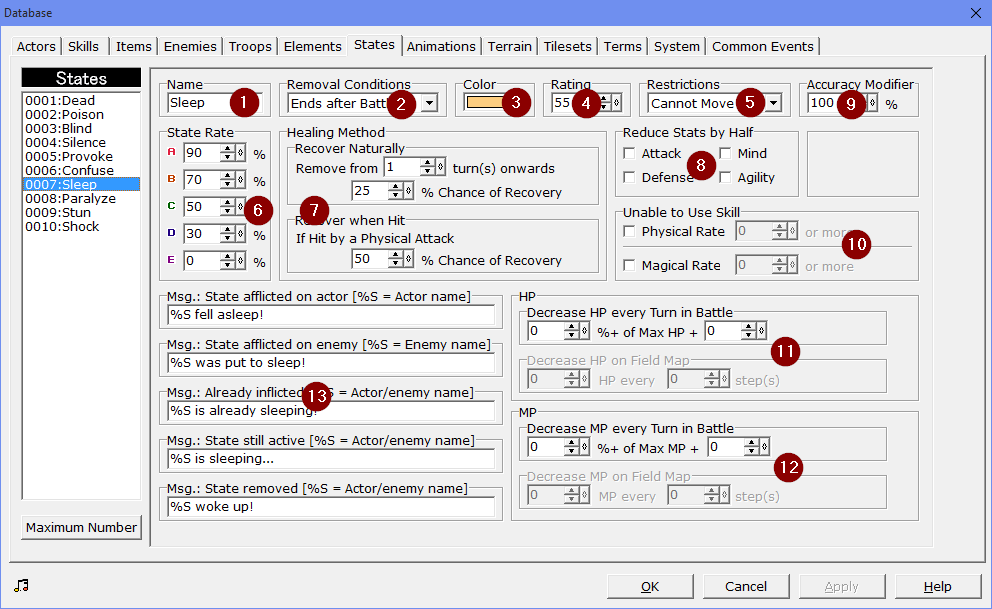 Database
Actors Skills Items Enemies Troops Elements States Animations Terrain Tilesets Terms System Common Events
States
0001:Dead
0002:Poison
0003:Blind
0004:Silence
0005:Provoke
0006:Confuse
0007:Sleep
0008:Paralyze
0009:Stun
0010:Shock
Maximum Number
Name
Sleep
1
Removal Conditions
Ends after Batt
2
Color
3
Rating
55
4
Restrictions
Cannot Move
5
Accuracy Modifier
100 %
9
State Rate
A 90 %
B 70 %
C 50 %
D 30 %
E 0 %
6
Healing Method
Recover Naturally
Remove from 1 turn(s) onwards
25 % Chance of Recovery
7
Recover when Hit
If Hit by a Physical Attack
50 % Chance of Recovery
Reduce Stats by Half
Attack Mind
Defense Agility
8
Unable to Use Skill
Physical Rate 0 or more
Magical Rate 0 or more
10
Msg.: State afflicted on actor [%S = Actor name]
%S fell asleep!
Msg.: State afflicted on enemy [%S = Enemy name]
%S was put to sleep!
Msg.: Already inflicted %S = Actor/enemy name]
%S is already sleeping!
13
Msg.: State still active [%S = Actor/enemy name]
%S is sleeping...
Msg.: State removed [%S = Actor/enemy name]
%S woke up!
HP
Decrease HP every Turn in Battle
0 %+ of Max HP + 0
11
Decrease HP on Field Map
0 HP every 0 step(s)
MP
Decrease MP every Turn in Battle
0 %+ of Max MP + 0
12
Decrease MP on Field Map
0 MP every 0 step(s)
OK Cancel Apply Help